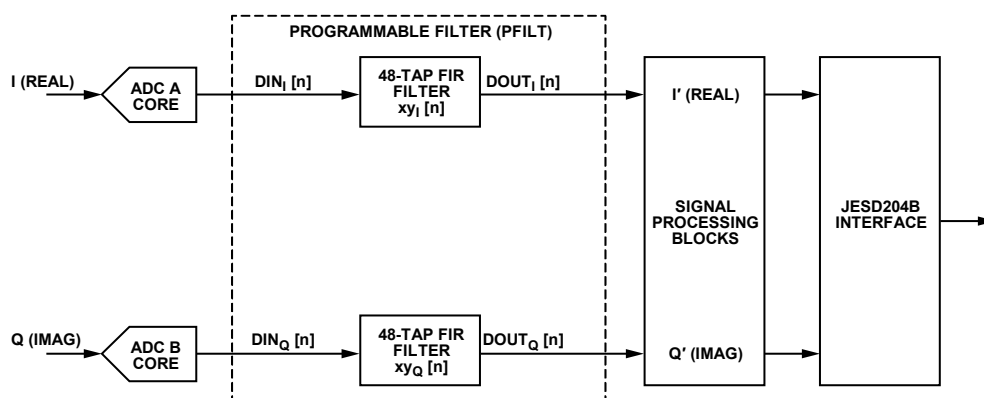 PROGRAMMABLE FILTER (PFILT)
I (REAL)
ADC A
CORE
DINI [n]
48-TAP FIR
FILTER
xyI [n]
DOUTI [n]
I′ (REAL)
SIGNAL
PROCESSING
BLOCKS
JESD204B
INTERFACE
Q (IMAG)
ADC B
CORE
DINQ [n]
48-TAP FIR
FILTER
xyQ [n]
DOUTQ [n]
Q′ (IMAG)